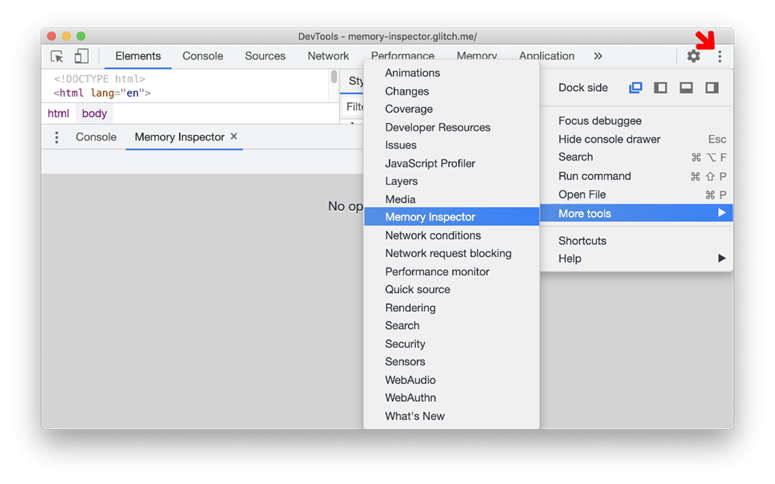 DevTools - memory-inspector.glitch.me/
Elements Console Sources Network Performance Memory Application »
<!DOCTYPE html>
<html lang="en">
html body
Console Memory Inspector ×
No op
Sty
Filte
Animations
Changes
Coverage
Developer Resources
Issues
JavaScript Profiler
Layers
Media
Memory Inspector
Network conditions
Network request blocking
Performance monitor
Quick source
Rendering
Search
Security
Sensors
WebAudio
WebAuthn
What's New
Dock side
Focus debuggee
Hide console drawer Esc
Search ⌘ ⌥ F
Run command ⌘ ⇧ P
Open File ⌘ P
More tools
Shortcuts
Help